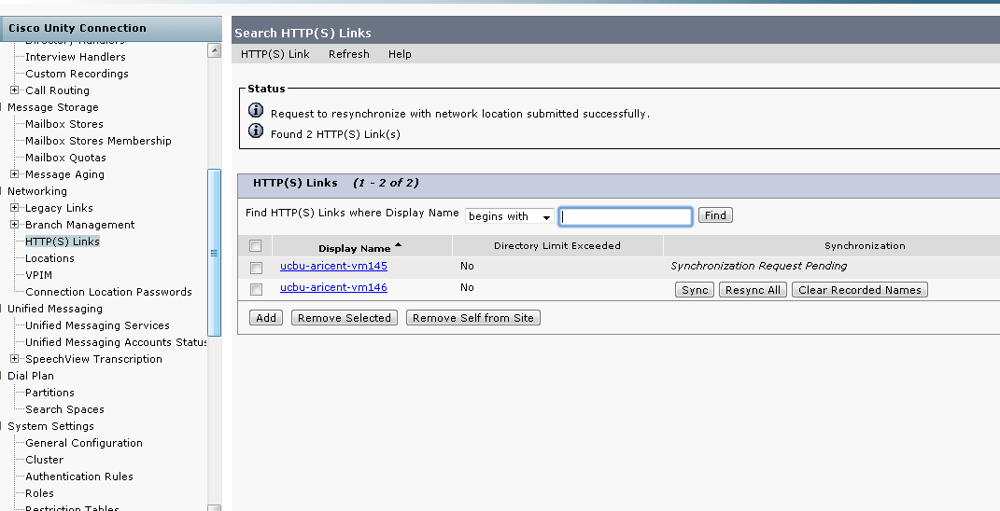 Cisco Unity Connection
Directory Handlers
Interview Handlers
Custom Recordings
Call Routing
Message Storage
Mailbox Stores
Mailbox Stores Membership
Mailbox Quotas
Message Aging
Networking
Legacy Links
Branch Management
HTTP(S) Links
Locations
VPIM
Connection Location Passwords
Unified Messaging
Unified Messaging Services
Unified Messaging Accounts Status
SpeechView Transcription
Dial Plan
Partitions
Search Spaces
System Settings
General Configuration
Cluster
Authentication Rules
Roles
Restriction Tables
Search HTTP(S) Links
HTTP(S) Link Refresh Help
Status
Request to resynchronize with network location submitted successfully.
Found 2 HTTP(S) Link(s)
HTTP(S) Links (1 - 2 of 2)
Find HTTP(S) Links where Display Name begins with Find
Display Name Directory Limit Exceeded Synchronization
ucbu-aricent-vm145 No Synchronization Request Pending
ucbu-aricent-vm146 No Sync Resync All Clear Recorded Names
Add Remove Selected Remove Self from Site